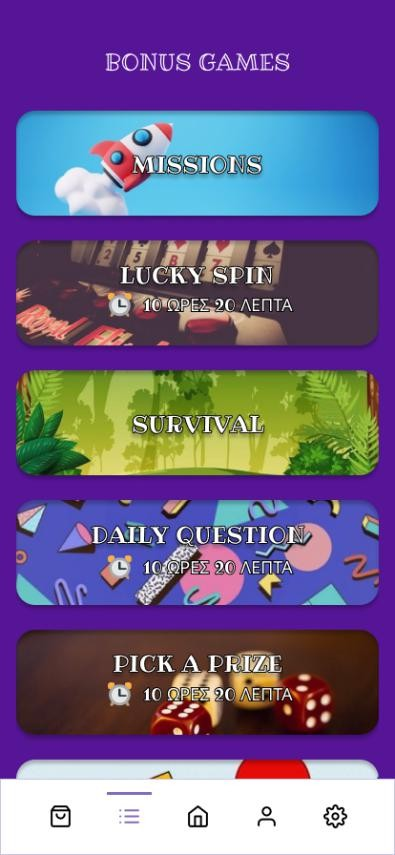 BONUS GAMES
MISSIONS
LUCKY SPIN
10 ΩΡΕΣ 20 ΛΕΠΤΑ
SURVIVAL
DAILY QUESTION
10 ΩΡΕΣ 20 ΛΕΠΤΑ
PICK A PRIZE
10 ΩΡΕΣ 20 ΛΕΠΤΑ